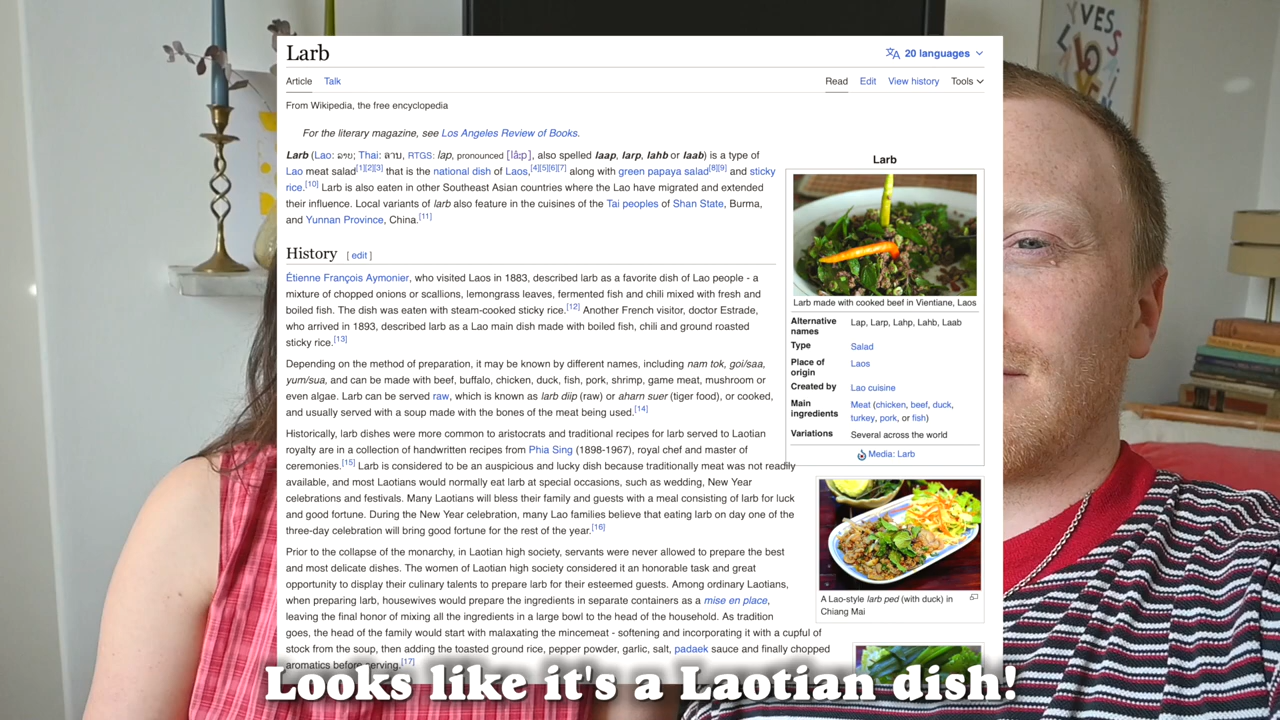 YVES
Larb
20 languages
Article Talk
Read Edit View history Tools
From Wikipedia, the free encyclopedia
For the literary magazine, see Los Angeles Review of Books.
Larb (Lao: ລາບ; Thai: ลาบ, RTGS: lap, pronounced [lâːp], also spelled laap, larp, lahb or laab) is a type of
Lao meat salad[1][2][3] that is the national dish of Laos,[4][5][6][7] along with green papaya salad[8][9] and sticky
rice.[10] Larb is also eaten in other Southeast Asian countries where the Lao have migrated and extended
their influence. Local variants of larb also feature in the cuisines of the Tai peoples of Shan State, Burma,
and Yunnan Province, China.[11]
History [ edit ]
Étienne François Aymonier, who visited Laos in 1883, described larb as a favorite dish of Lao people - a
mixture of chopped onions or scallions, lemongrass leaves, fermented fish and chili mixed with fresh and
boiled fish. The dish was eaten with steam-cooked sticky rice.[12] Another French visitor, doctor Estrade,
who arrived in 1893, described larb as a Lao main dish made with boiled fish, chili and ground roasted
sticky rice.[13]
Depending on the method of preparation, it may be known by different names, including nam tok, goi/saa,
yum/sua, and can be made with beef, buffalo, chicken, duck, fish, pork, shrimp, game meat, mushroom or
even algae. Larb can be served raw, which is known as larb diip (raw) or aharn suer (tiger food), or cooked,
and usually served with a soup made with the bones of the meat being used.[14]
Historically, larb dishes were more common to aristocrats and traditional recipes for larb served to Laotian
royalty are in a collection of handwritten recipes from Phia Sing (1898-1967), royal chef and master of
ceremonies.[15] Larb is considered to be an auspicious and lucky dish because traditionally meat was not readily
available, and most Laotians would normally eat larb at special occasions, such as wedding, New Year
celebrations and festivals. Many Laotians will bless their family and guests with a meal consisting of larb for luck
and good fortune. During the New Year celebration, many Lao families believe that eating larb on day one of the
three-day celebration will bring good fortune for the rest of the year.[16]
Prior to the collapse of the monarchy, in Laotian high society, servants were never allowed to prepare the best
and most delicate dishes. The women of Laotian high society considered it an honorable task and great
opportunity to display their culinary talents to prepare larb for their esteemed guests. Among ordinary Laotians,
when preparing larb, housewives would prepare the ingredients in separate containers as a mise en place,
leaving the final honor of mixing all the ingredients in a large bowl to the head of the household. As tradition
goes, the head of the family would start with malaxating the mincemeat - softening and incorporating it with a cupful of
stock from the soup, then adding the toasted ground rice, pepper powder, garlic, salt, padaek sauce and finally chopped
aromatics before serving.[17]
Larb
Larb made with cooked beef in Vientiane, Laos
Alternative names Lap, Larp, Lahp, Lahb, Laab
Type Salad
Place of origin Laos
Created by Lao cuisine
Main ingredients Meat (chicken, beef, duck,
turkey, pork, or fish)
Variations Several across the world
Media: Larb
A Lao-style larb ped (with duck) in
Chiang Mai
Looks like it's a Laotian dish!